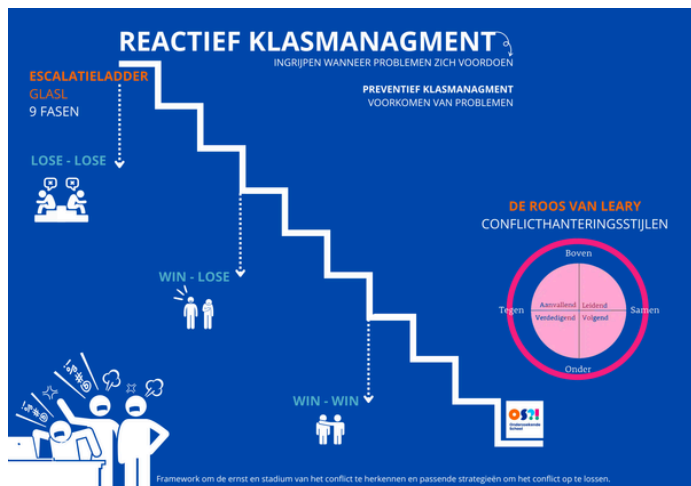 REACTIEF KLASMANAGMENT
INGRIJPEN WANNEER PROBLEMEN ZICH VOORDOEN
ESCALATIELADDER
GLASL
9 FASEN
PREVENTIEF KLASMANAGMENT
VOORKOMEN VAN PROBLEMEN
LOSE - LOSE
DE ROOS VAN LEARY
CONFLICTHANTERINGSSTIJLEN
Boven
Aanvallend
Leidend
Tegen
Samen
Verdedigend
Volgend
Onder
WIN - LOSE
WIN - WIN
OS?!
Onderzoekende
School
Framework om de ernst en stadium van het conflict te herkennen en passende strategieën om het conflict op te lossen.